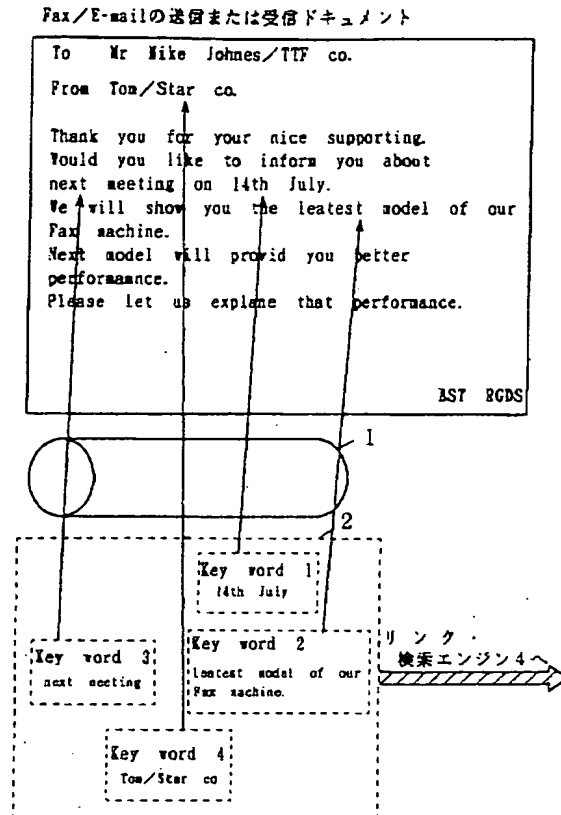 Fax/E-mailの送信または受信ドキュメント
To Mr Mike Johnes/TTF co.
From Tom/Star co.
Thank you for your nice supporting.
Would you like to inform you about
next meeting on 14th July.
We will show you the leatest model of our
Fax machine.
Next model will provid you better
performamnce.
Please let us explane that performance.
BST RGDS
1
2
Key word 1
14th July
Key word 2
leatest model of our
Fax machine.
Key word 3
next meeting
Key word 4
Tom/Star co
リンク・
検索エンジン4へ